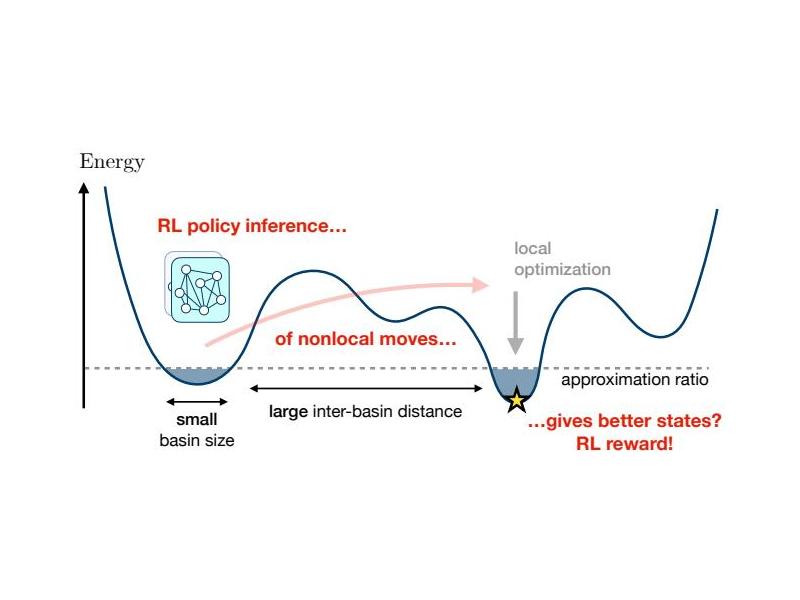 Energy
RL policy inference…
local
optimization
of nonlocal moves…
approximation ratio
small
basin size
large inter-basin distance
…gives better states?
RL reward!